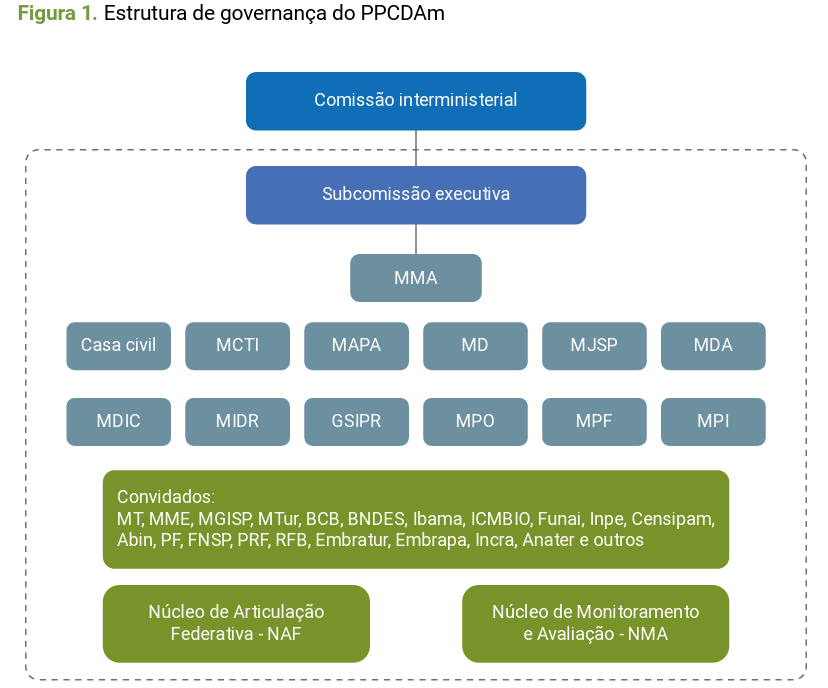 Figura 1. Estrutura de governança do PPCDAm
Comissão interministerial
Subcomissão executiva
MMA
Casa civil MCTI MAPA MD MJSP MDA
MDIC MIDR GSIPR MPO MPF MPI
Convidados:
MT, MME, MGISP, MTur, BCB, BNDES, Ibama, ICMBIO, Funai, Inpe, Censipam,
Abin, PF, FNSP, PRF, RFB, Embratur, Embrapa, Incra, Anater e outros
Núcleo de Articulação
Federativa - NAF
Núcleo de Monitoramento
e Avaliação - NMA